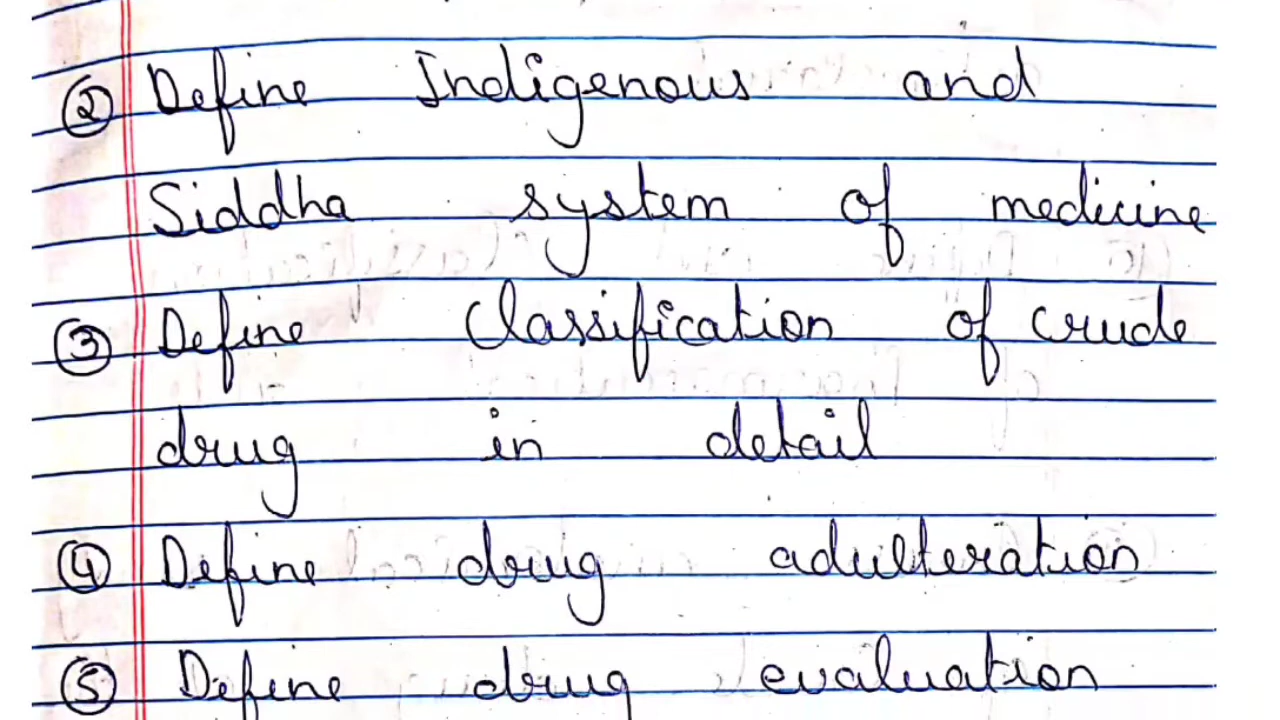 ② Define Indigenous and
Siddha system of medicine
③ Define Classification of crude
drug in detail
④ Define drug adulteration
⑤ Define drug evaluation